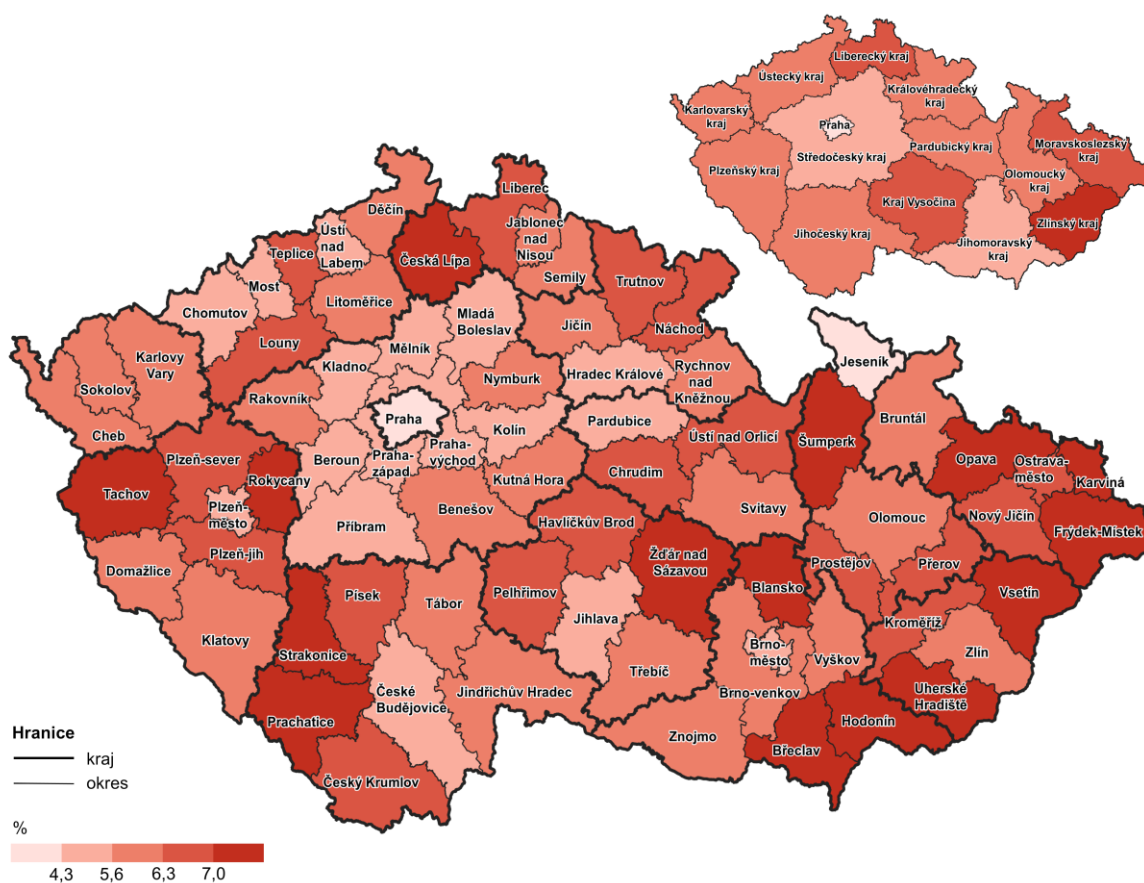 Liberecký kraj
Ústecký kraj
Karlovarský
kraj
Královéhradecký
kraj
Praha
Středočeský kraj
Pardubický kraj
Moravskoslezský
kraj
Olomoucký
kraj
Plzeňský kraj
Kraj Vysočina
Zlínský kraj
Jihočeský kraj
Jihomoravský
kraj
Liberec
Děčín
Jablonec
nad
Nisou
Ústí
nad
Labem
Teplice
Česká Lípa
Semily
Trutnov
Most
Litoměřice
Chomutov
Mladá
Boleslav
Jičín
Náchod
Louny
Mělník
Jeseník
Karlovy
Vary
Kladno
Nymburk
Hradec Králové
Rychnov
nad
Kněžnou
Sokolov
Rakovník
Praha
Pardubice
Bruntál
Cheb
Kolín
Ústí nad Orlicí
Šumperk
Beroun
Praha-
západ
Praha-
východ
Plzeň-sever
Rokycany
Opava
Ostrava-
město
Karviná
Tachov
Kutná Hora
Chrudim
Plzeň-
město
Příbram
Benešov
Svitavy
Olomouc
Nový Jičín
Havlíčkův Brod
Frýdek-Místek
Plzeň-jih
Žďár nad
Sázavou
Prostějov
Přerov
Domažlice
Písek
Tábor
Pelhřimov
Blansko
Vsetín
Jihlava
Kroměříž
Klatovy
Strakonice
Brno-
město
Vyškov
Zlín
Třebíč
České
Budějovice
Jindřichův Hradec
Brno-venkov
Uherské
Hradiště
Prachatice
Hodonín
Znojmo
Břeclav
Český Krumlov
Hranice
kraj
okres
%
4,3 5,6 6,3 7,0